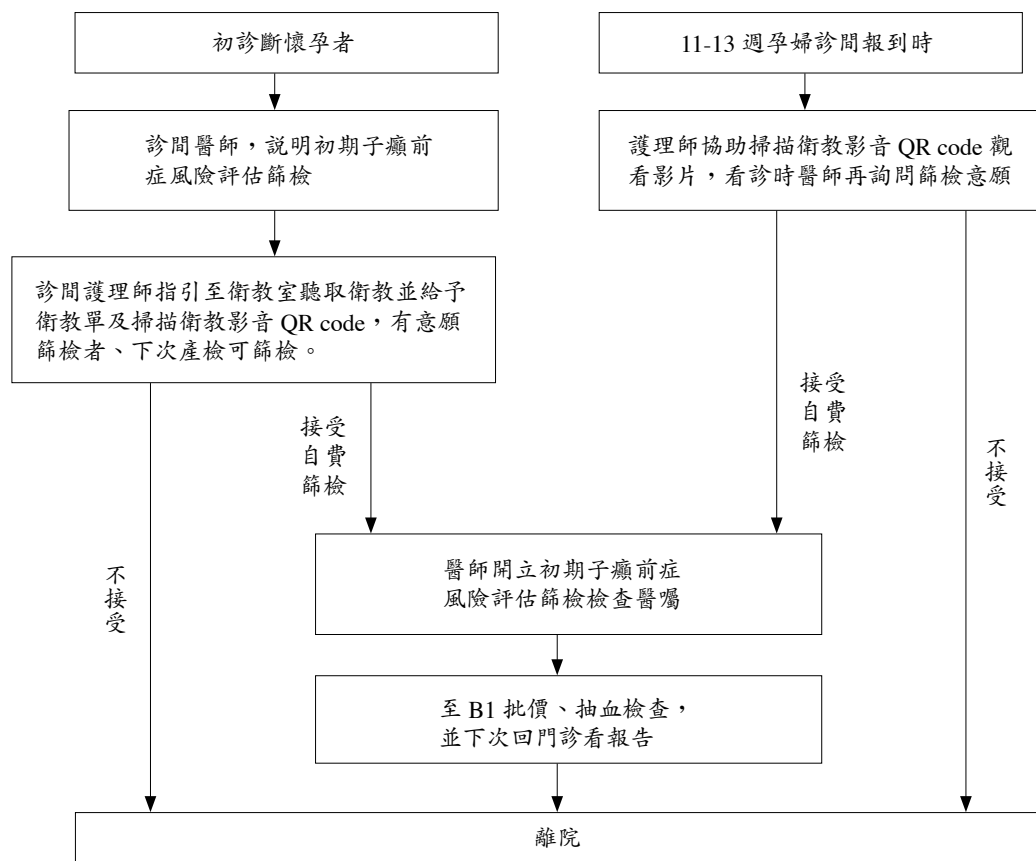 初診斷懷孕者
11-13 週孕婦診間報到時
診間醫師，說明初期子癲前
症風險評估篩檢
護理師協助掃描衛教影音 QR code 觀
看影片，看診時醫師再詢問篩檢意願
診間護理師指引至衛教室聽取衛教並給予
衛教單及掃描衛教影音 QR code，有意願
篩檢者、下次產檢可篩檢。
接受
自費
篩檢
接受
自費
篩檢
不接受
不接受
醫師開立初期子癲前症
風險評估篩檢檢查醫囑
至 B1 批價、抽血檢查，
並下次回門診看報告
離院